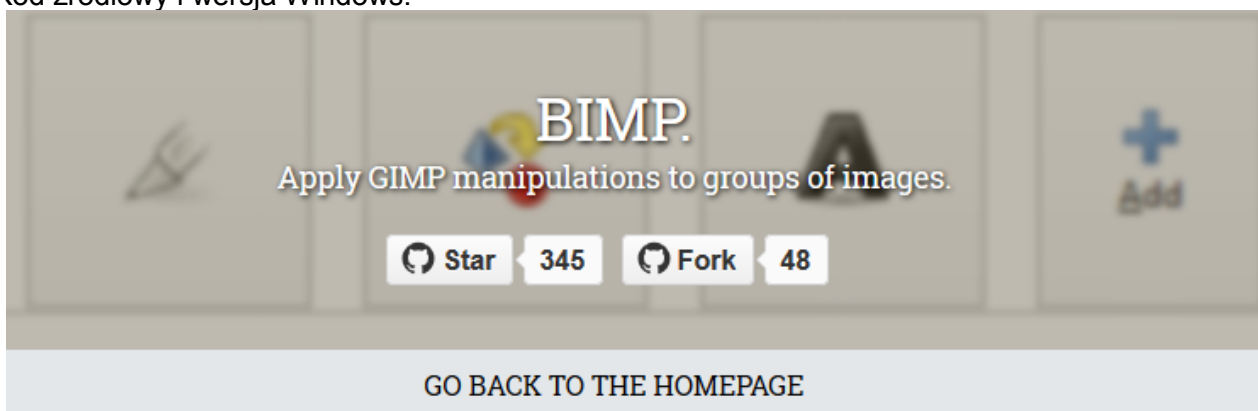 kod źródłowy i wersja Windows.
BIMP.
Apply GIMP manipulations to groups of images.
Star 345 Fork 48
A
Add
GO BACK TO THE HOMEPAGE